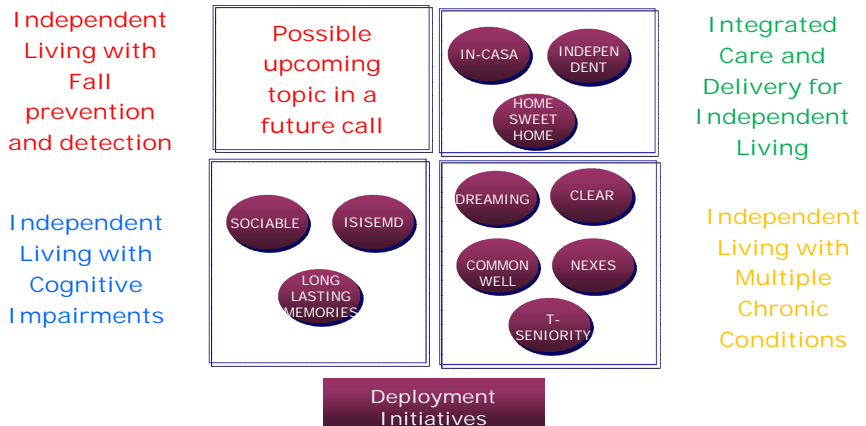 Independent
Living with
Fall
prevention
and detection
Possible
upcoming
topic in a
future call
IN-CASA
INDEPEN
DENT
HOME
SWEET
HOME
Integrated
Care and
Delivery for
Independent
Living
Independent
Living with
Cognitive
Impairments
SOCIABLE
ISISEMD
LONG
LASTING
MEMORIES
DREAMING
CLEAR
COMMON
WELL
NEXES
T-
SENIORITY
Independent
Living with
Multiple
Chronic
Conditions
Deployment
Initiatives